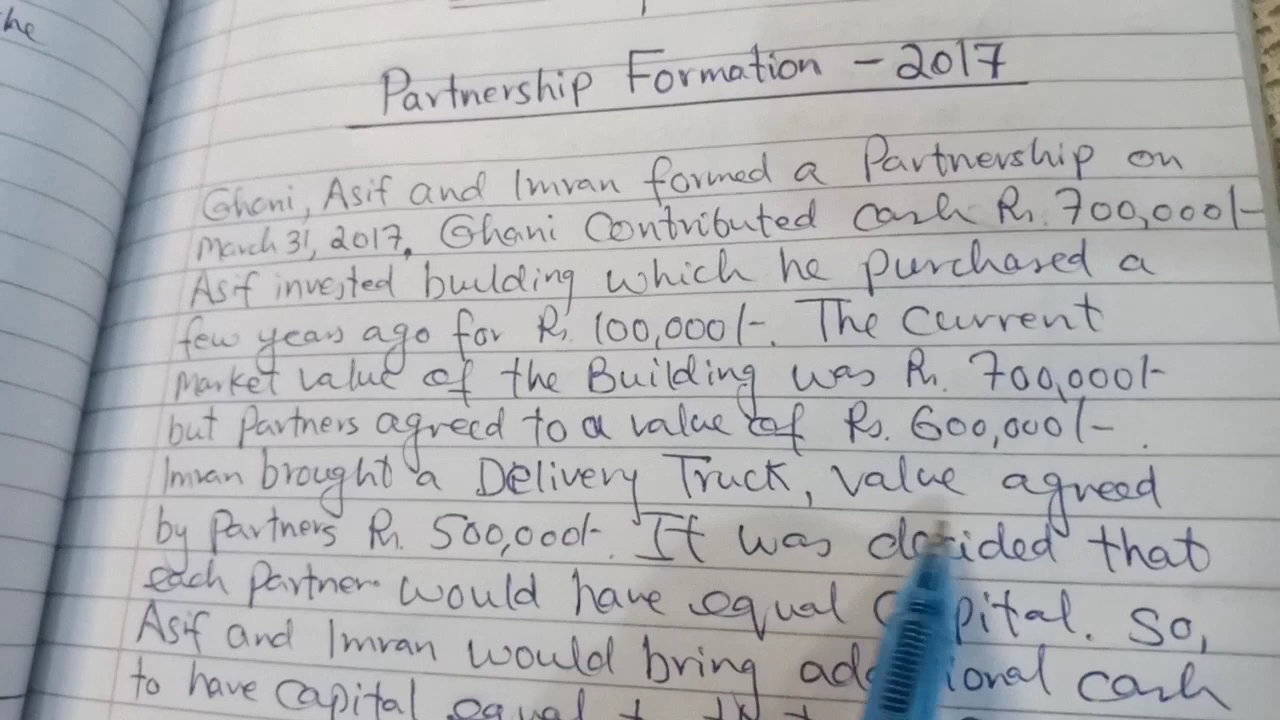 he
Partnership Formation - 2017
Ghani, Asif and Imran formed a Partnership on
March 31, 2017. Ghani Contributed cash Rs. 700,000/-
Asif invested building which he purchased a
few years ago for Rs. 100,000/-. The Current
Market value of the Building was Rs. 700,000/-
but Partners agreed to a value of Rs. 600,000/-.
Imran brought a Delivery Truck, value agreed
by Partners Rs. 500,000/-. It was decided that
each Partner would have equal Capital. So,
Asif and Imran would bring additional cash
to have capital equal